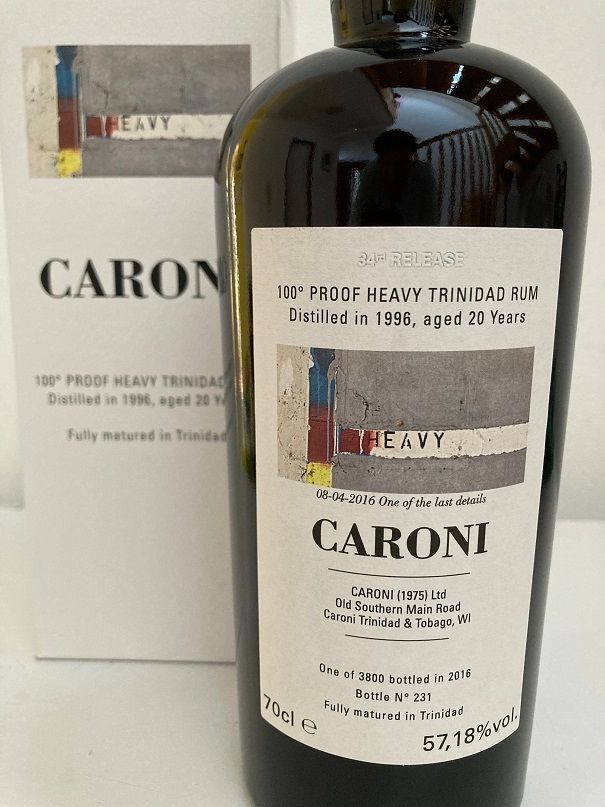 HEAVY
CARON
100° PROOF HEAVY TRINIDAD
Distilled in 1996, aged 20 Ye
Fully matured in Trinidad
34rd RELEASE
100° PROOF HEAVY TRINIDAD RUM
Distilled in 1996, aged 20 Years
HEAVY
08-04-2016 One of the last details
CARONI
CARONI (1975) Ltd
Old Southern Main Road
Caroni Trinidad & Tobago, WI
One of 3800 bottled in 2016
Bottle N° 231
Fully matured in Trinidad
70cl ℮
57,18%vol.